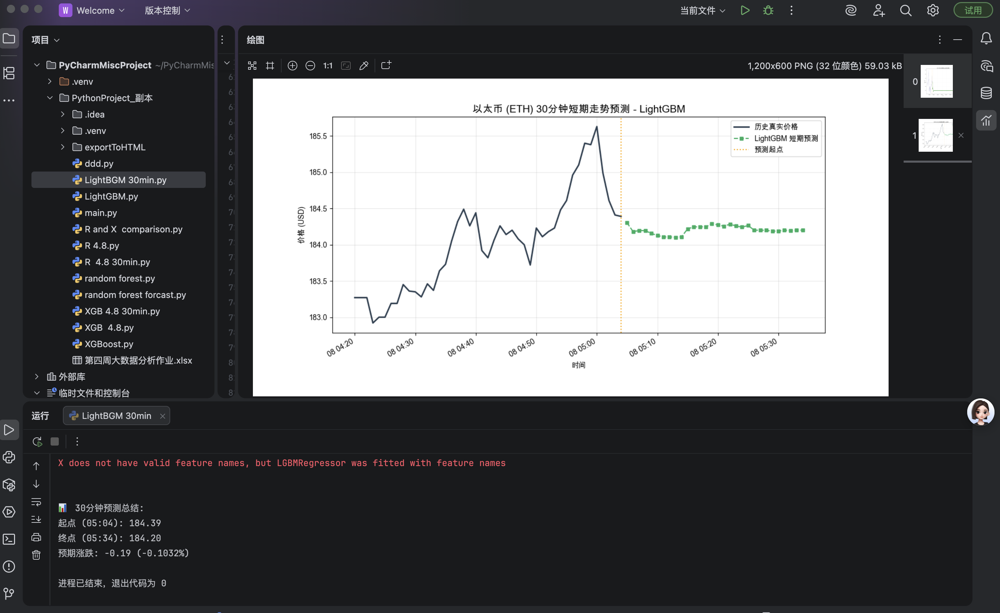 W Welcome 版本控制 当前文件 试用
项目
PyCharmMiscProject ~/PyCharmMis
.venv
PythonProject_副本
.idea
.venv
exportToHTML
ddd.py
LightBGM 30min.py
LightGBM.py
main.py
R and X  comparison.py
R 4.8.py
R  4.8 30min.py
random forest.py
random forest forcast.py
XGB 4.8 30min.py
XGB  4.8.py
XGBoost.py
第四周大数据分析作业.xlsx
外部库
临时文件和控制台
绘图
1:1
1,200x600 PNG (32 位颜色) 59.03 kB
0
1
以太币 (ETH) 30分钟短期走势预测 - LightGBM
历史真实价格
LightGBM 短期预测
预测起点
价格 (USD)
185.5
185.0
184.5
184.0
183.5
183.0
08 04:20
08 04:30
08 04:40
08 04:50
08 05:00
08 05:10
08 05:20
08 05:30
时间
运行 LightBGM 30min
X does not have valid feature names, but LGBMRegressor was fitted with feature names
30分钟预测总结:
起点 (05:04): 184.39
终点 (05:34): 184.20
预期涨跌: -0.19 (-0.1032%)
进程已结束，退出代码为 0